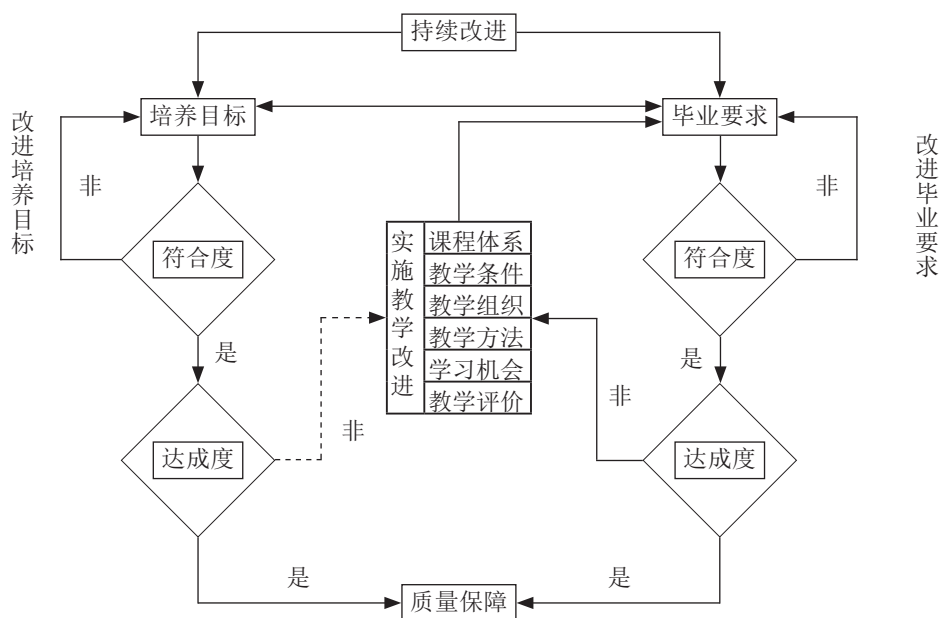 持续改进
培养目标
毕业要求
改进培养目标
非
非
改进毕业要求
符合度
实施教学改进
课程体系
教学条件
教学组织
教学方法
学习机会
教学评价
符合度
是
是
非
非
达成度
达成度
是
是
质量保障